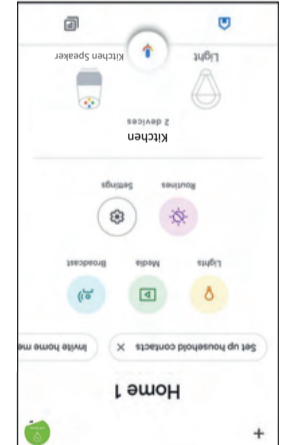 +
Home 1
Set up household contacts ×
Invite home me
Lights
Media
Broadcast
Routines
Settings
Kitchen
2 devices
Light
Kitchen Speaker